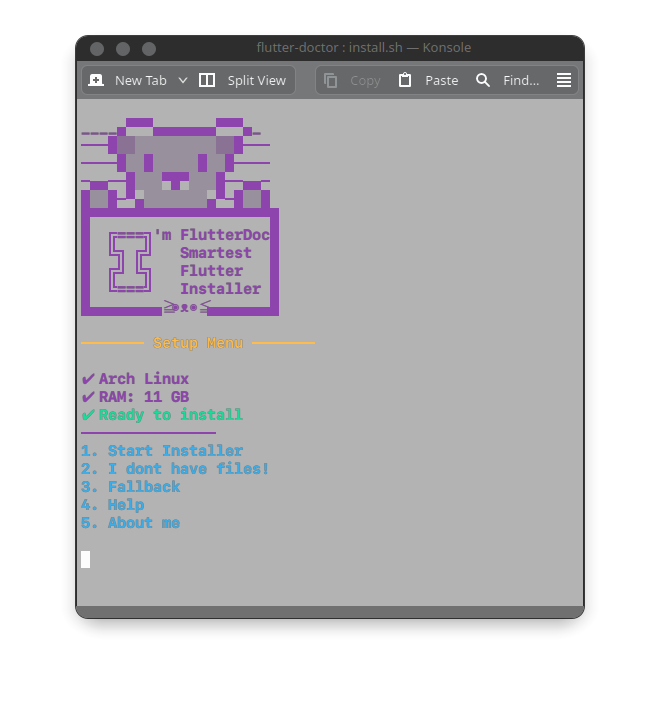 flutter-doctor : install.sh — Konsole
New Tab Split View Copy Paste Find...
I'm FlutterDoc
Smartest
Flutter
Installer
Setup Menu
✔ Arch Linux
✔ RAM: 11 GB
✔ Ready to install
1. Start Installer
2. I dont have files!
3. Fallback
4. Help
5. About me